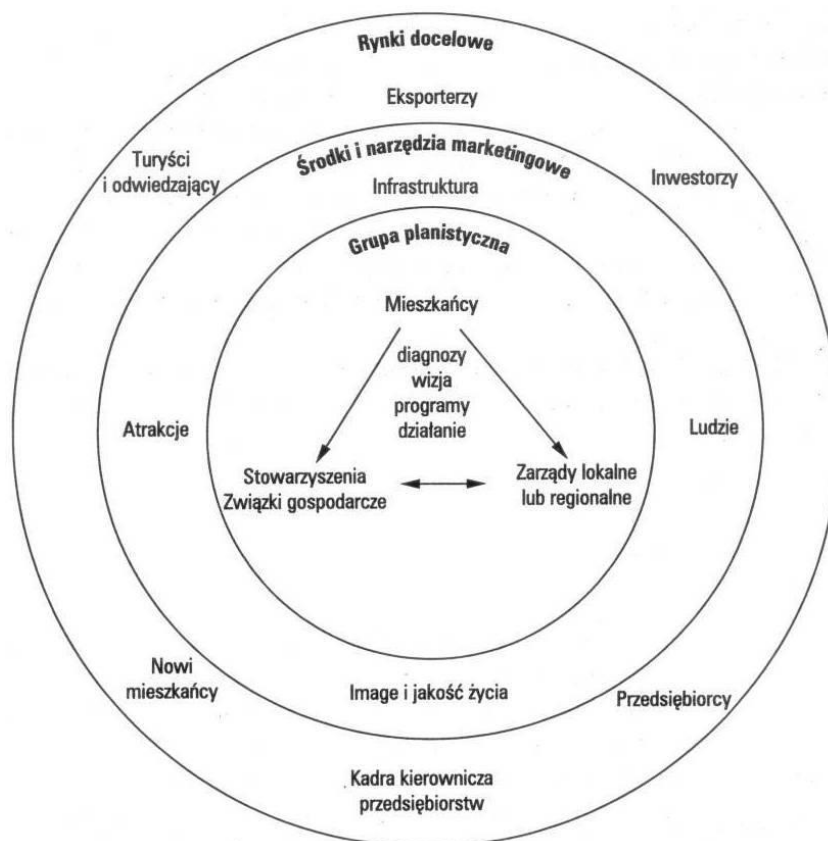 Rynki docelowe
Eksporterzy
Turyści
i odwiedzający
Środki i narzędzia marketingowe
Inwestorzy
Infrastruktura
Grupa planistyczna
Mieszkańcy
diagnozy
wizja
programy
działanie
Atrakcje
Ludzie
Stowarzyszenia
Związki gospodarcze
Zarządy lokalne
lub regionalne
Nowi
mieszkańcy
Image i jakość życia
Przedsiębiorcy
Kadra kierownicza
przedsiębiorstw